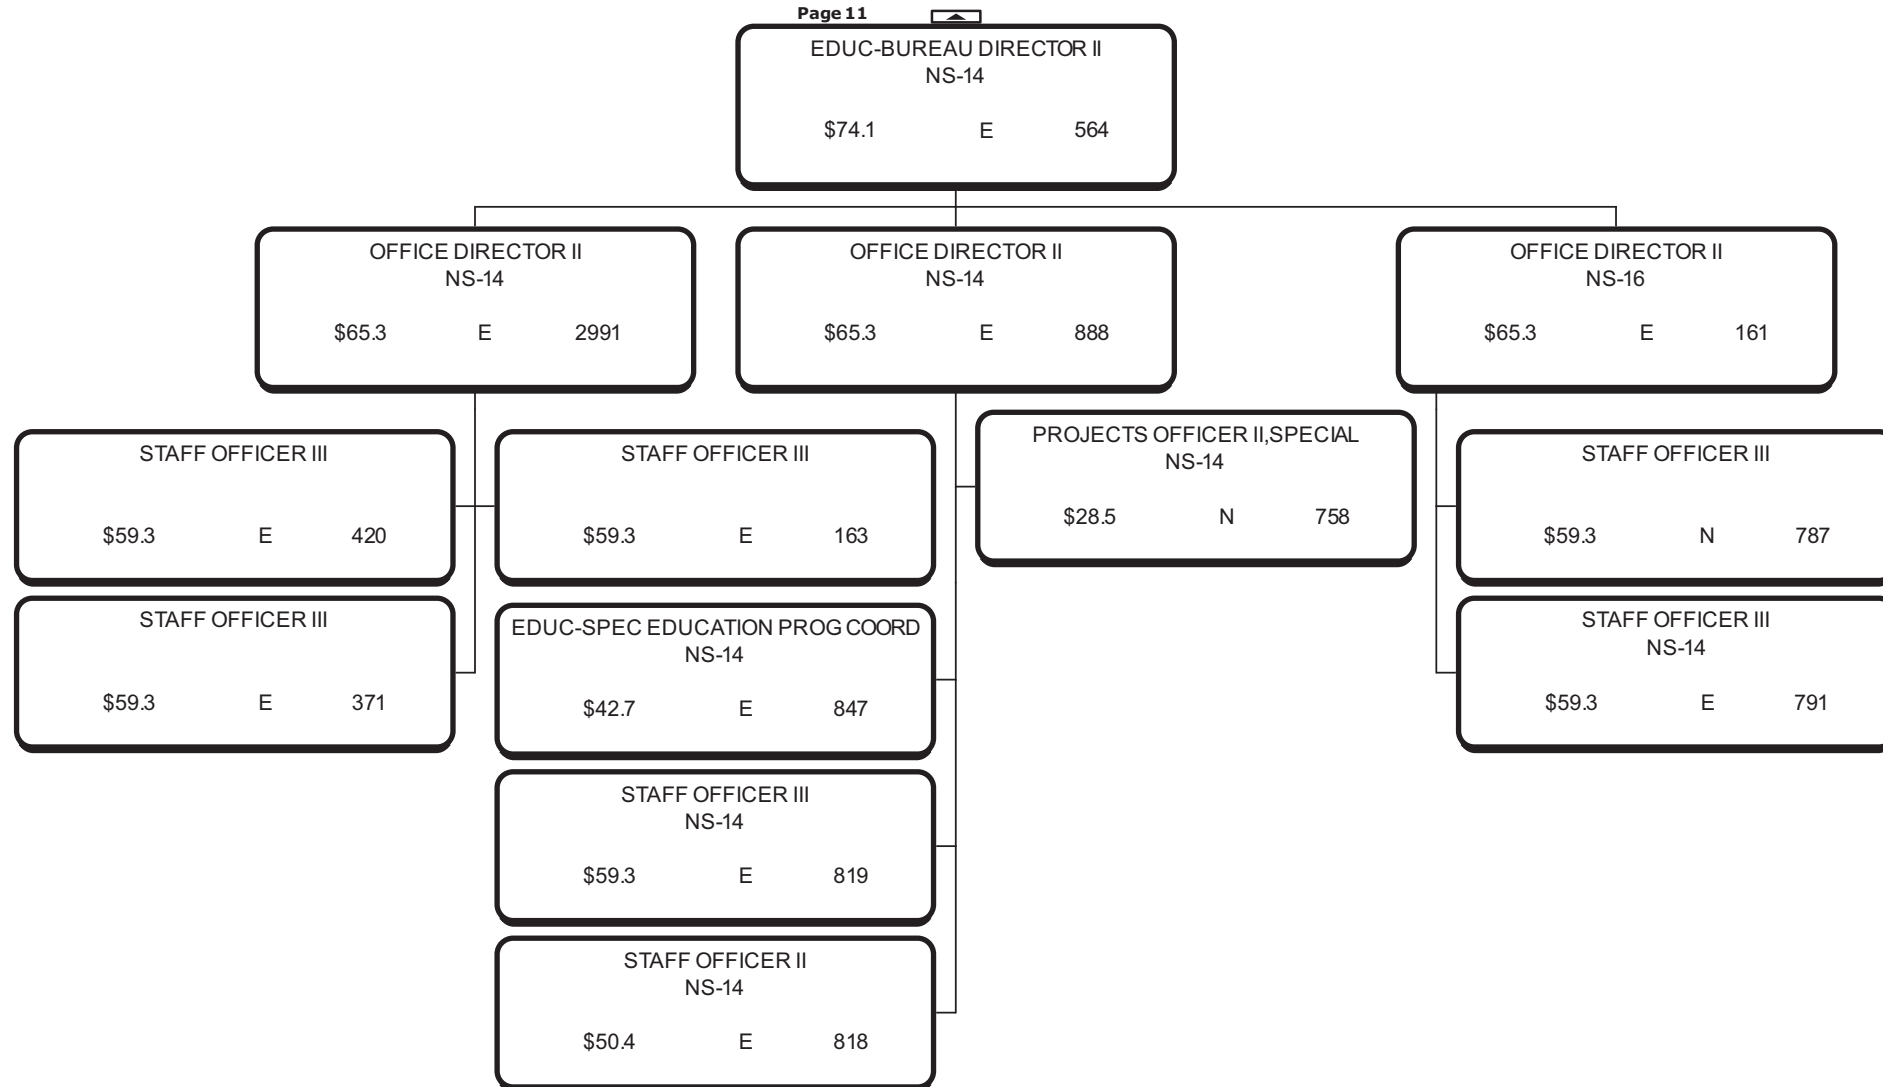 Page 11
EDUC-BUREAU DIRECTOR II
NS-14
$74.1 E 564
OFFICE DIRECTOR II
NS-14
$65.3 E 2991
OFFICE DIRECTOR II
NS-14
$65.3 E 888
OFFICE DIRECTOR II
NS-16
$65.3 E 161
STAFF OFFICER III
$59.3 E 420
STAFF OFFICER III
$59.3 E 163
PROJECTS OFFICER II,SPECIAL
NS-14
$28.5 N 758
STAFF OFFICER III
$59.3 N 787
STAFF OFFICER III
$59.3 E 371
EDUC-SPEC EDUCATION PROG COORD
NS-14
$42.7 E 847
STAFF OFFICER III
NS-14
$59.3 E 791
STAFF OFFICER III
NS-14
$59.3 E 819
STAFF OFFICER II
NS-14
$50.4 E 818